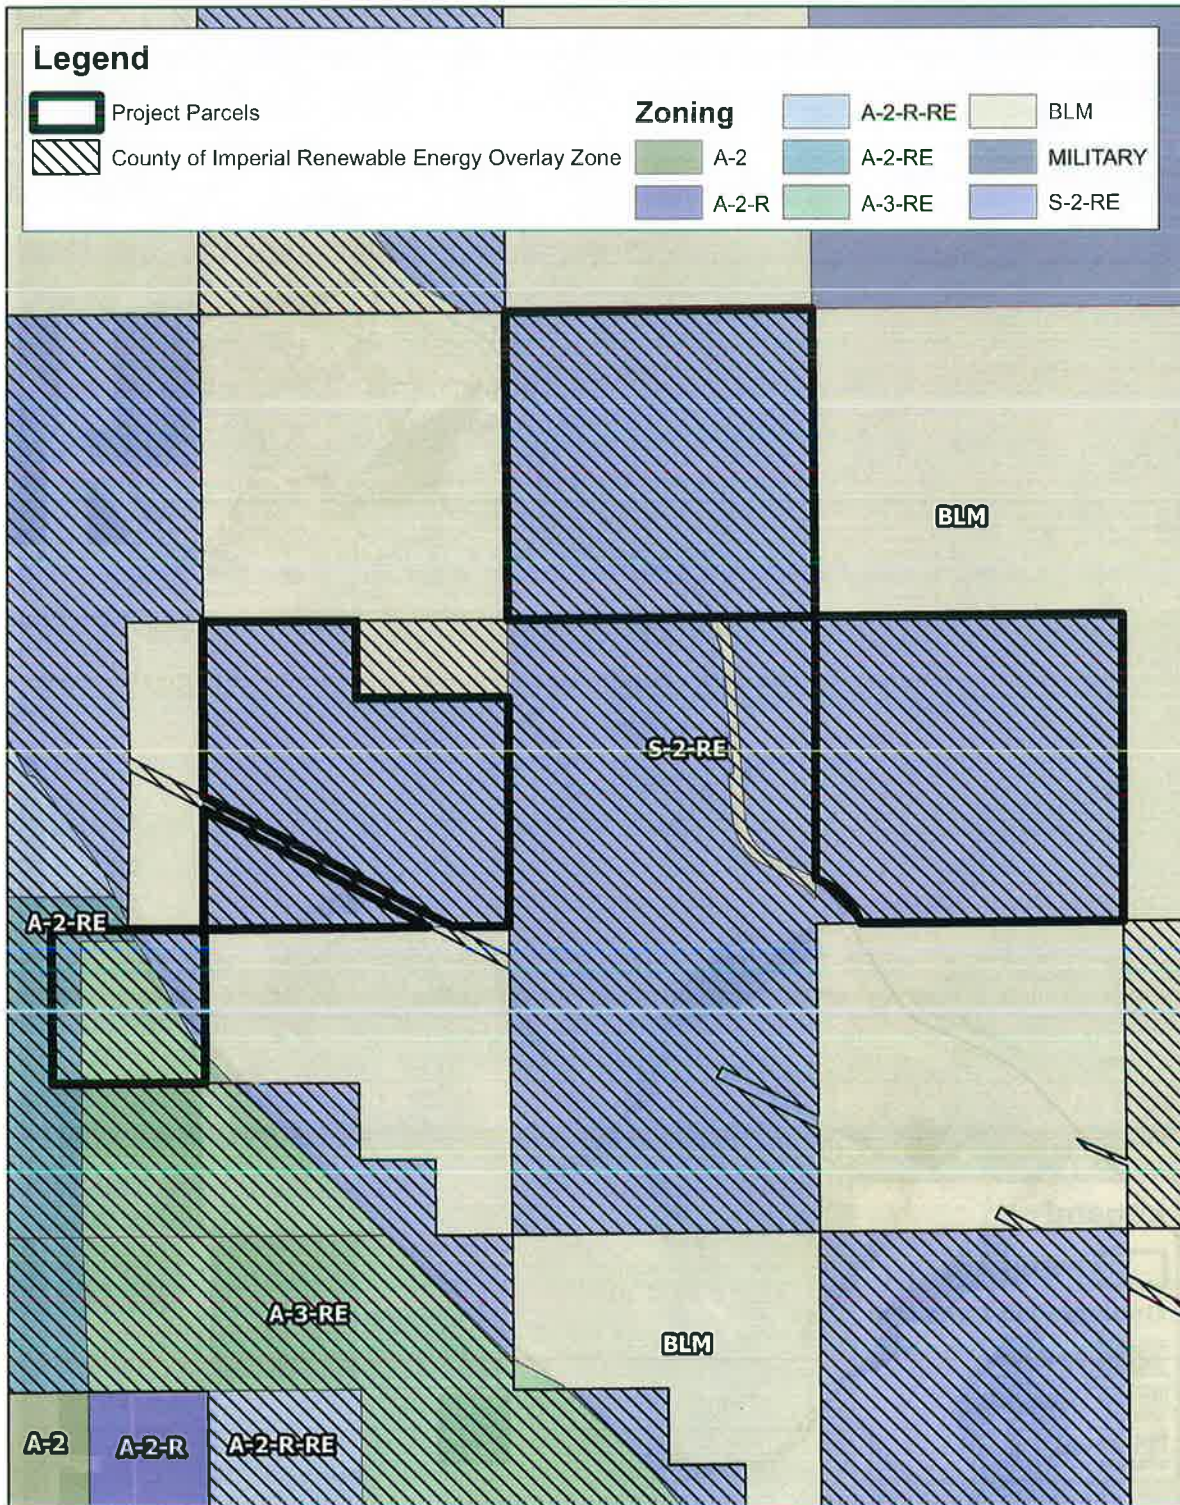 Legend
Project Parcels
County of Imperial Renewable Energy Overlay Zone
Zoning
A-2
A-2-R
A-2-R-RE
A-2-RE
A-3-RE
BLM
MILITARY
S-2-RE
BLM
S-2-RE
A-2-RE
A-3-RE
BLM
A-2
A-2-R
A-2-R-RE